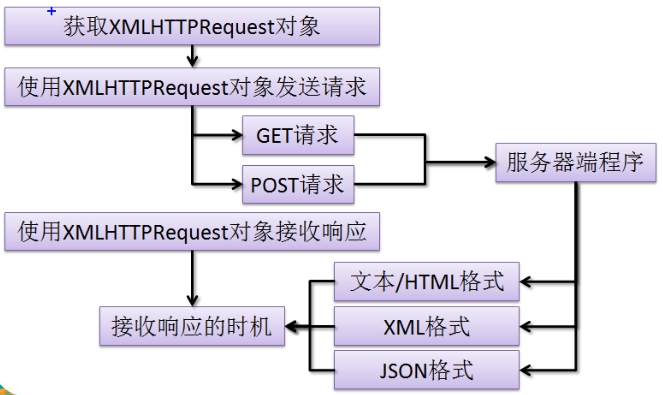 获取XMLHTTPRequest对象
使用XMLHTTPRequest对象发送请求
GET请求
POST请求
服务器端程序
使用XMLHTTPRequest对象接收响应
文本/HTML格式
接收响应的时机
XML格式
JSON格式